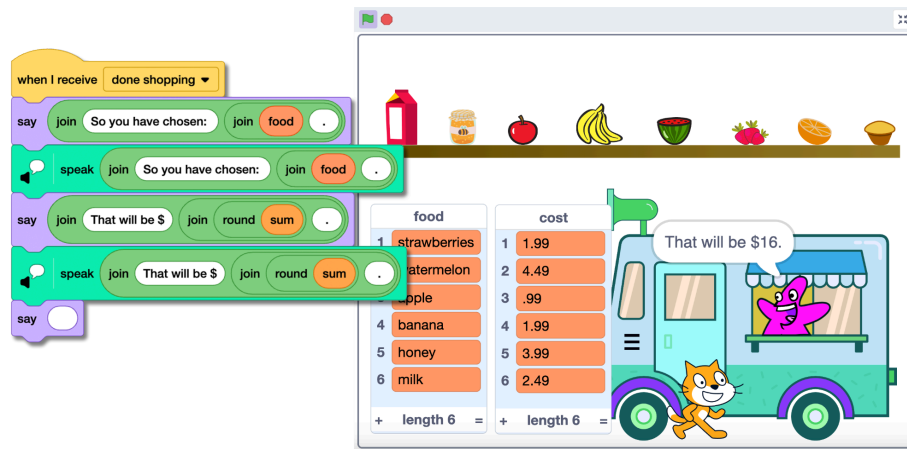 when I receive done shopping
say join So you have chosen: join food .
speak join So you have chosen: join food .
say join That will be $ join round sum .
speak join That will be $ join round sum .
say
food
1 strawberries
watermelon
3 apple
4 banana
5 honey
6 milk
+ length 6 =
cost
1 1.99
2 4.49
3 .99
4 1.99
5 3.99
6 2.49
+ length 6 =
That will be $16.